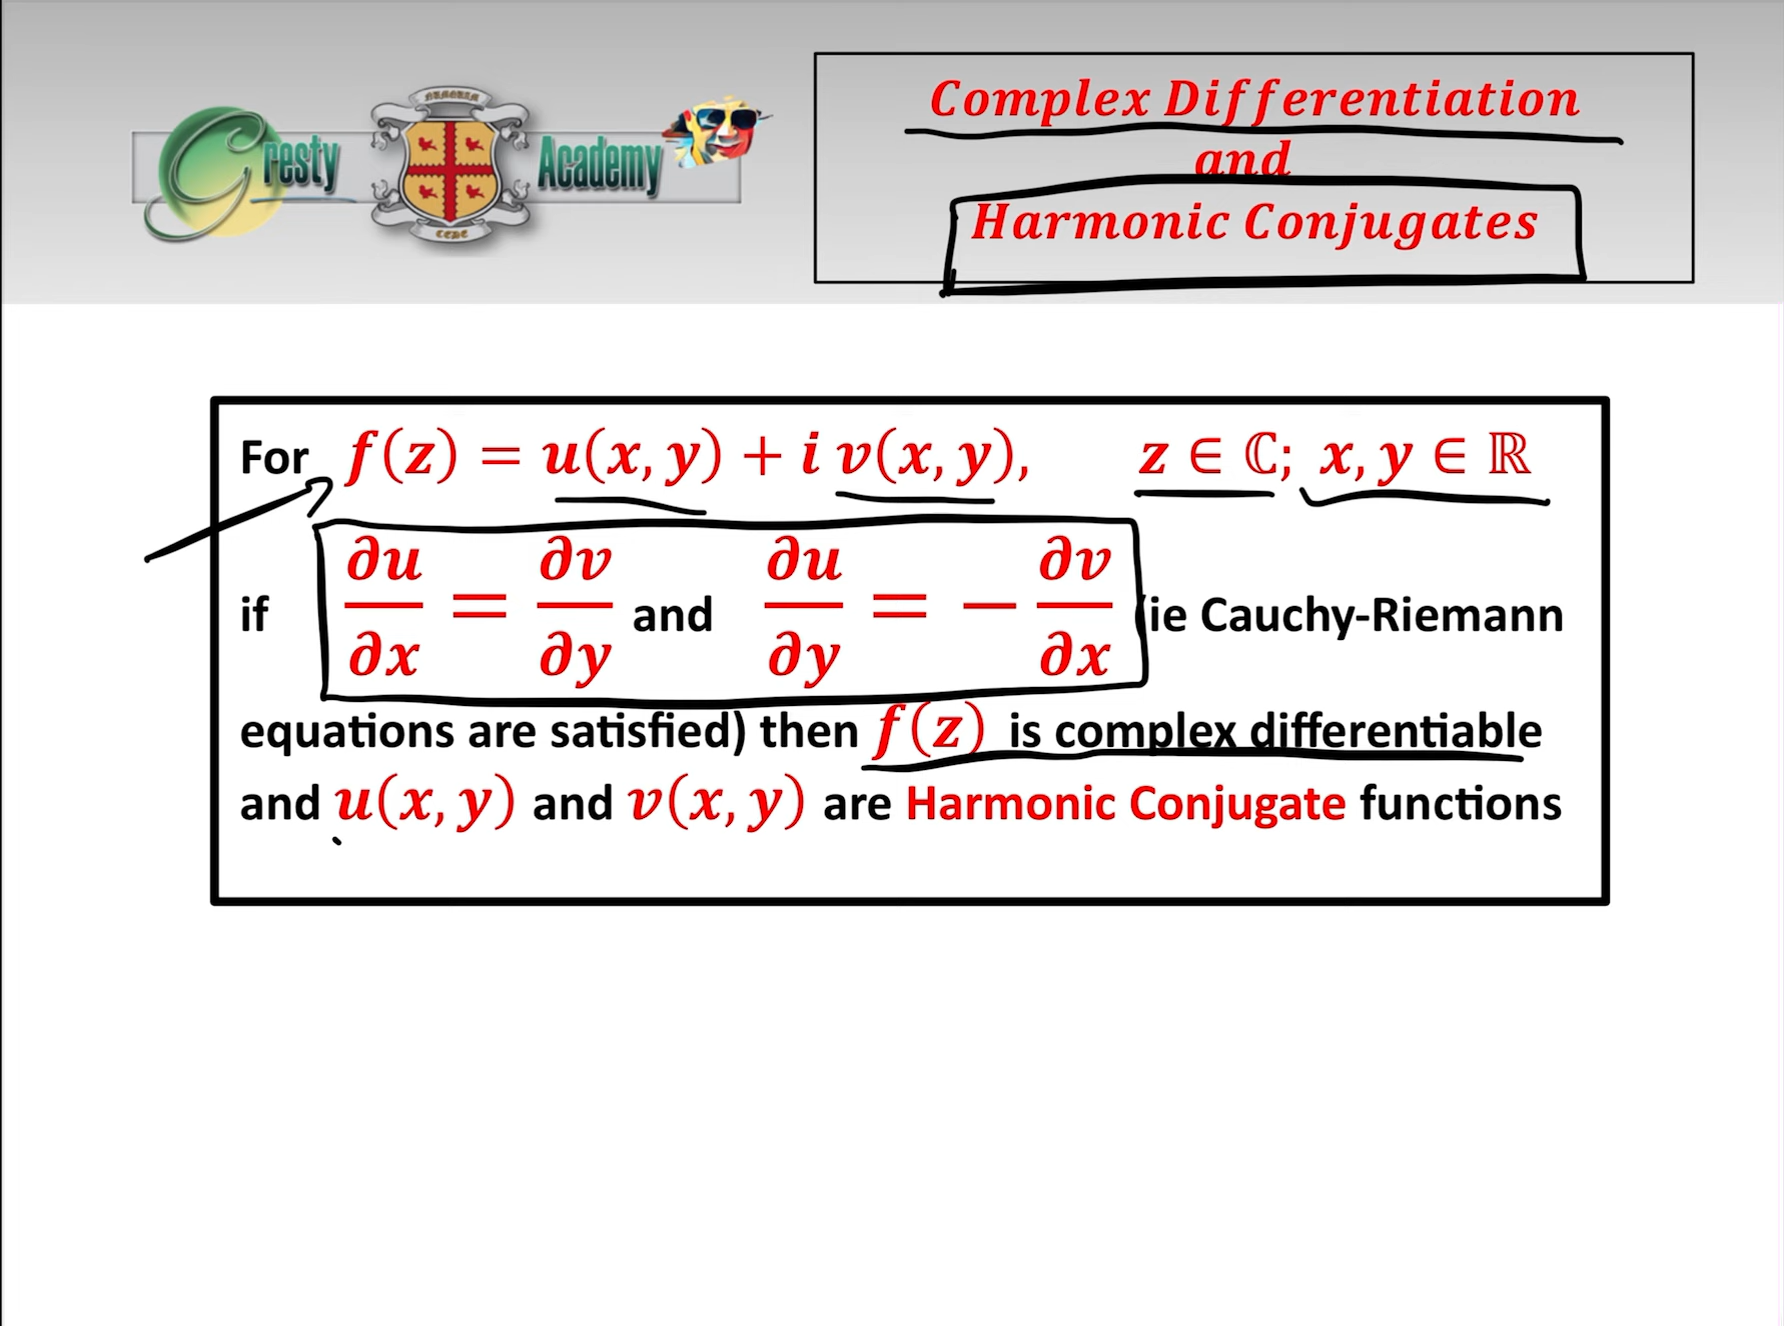 Gresty Academy
Complex Differentiation
and
Harmonic Conjugates
For f(z) = u(x, y) + i v(x, y), z ∈ ℂ; x, y ∈ ℝ
if ∂u/∂x = ∂v/∂y and ∂u/∂y = − ∂v/∂x (ie Cauchy-Riemann
equations are satisfied) then f(z) is complex differentiable
and u(x, y) and v(x, y) are Harmonic Conjugate functions